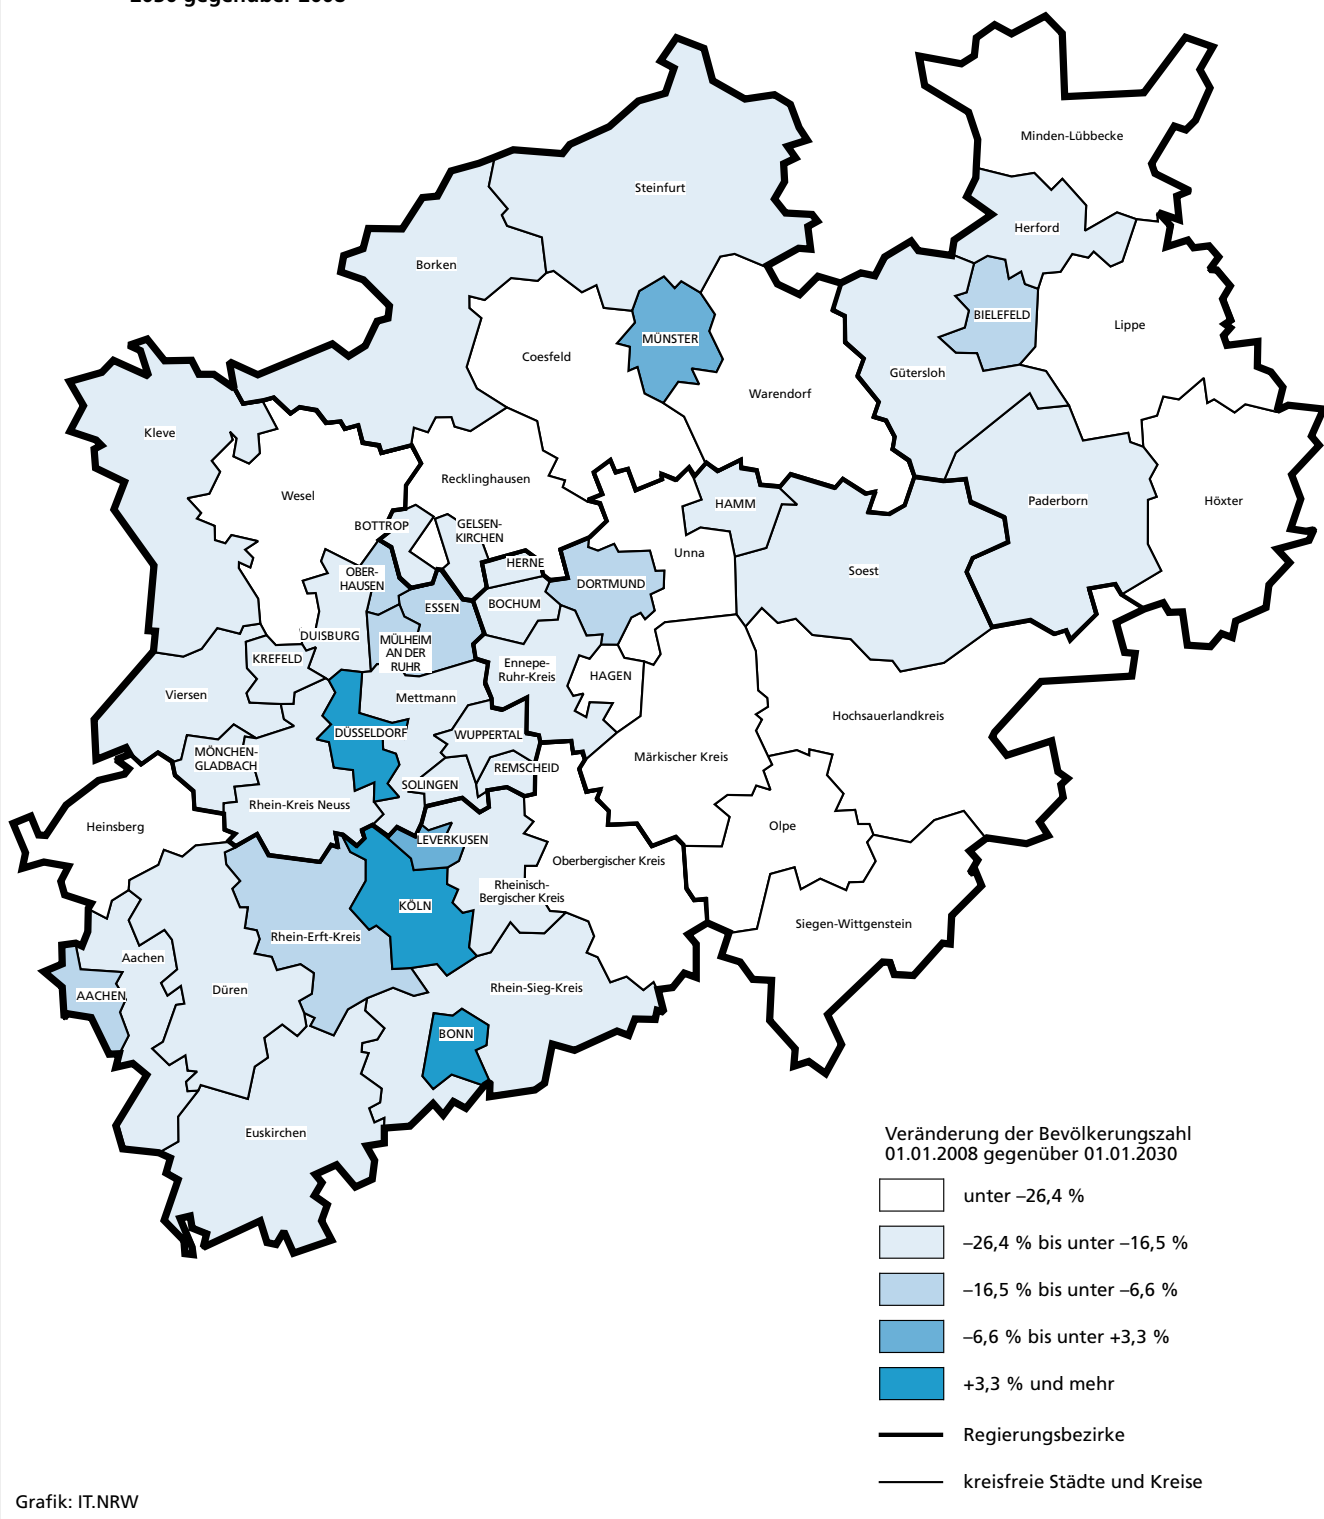 2030 gegenüber 2008
Minden-Lübbecke
Steinfurt
Herford
Borken
BIELEFELD
Lippe
MÜNSTER
Coesfeld
Gütersloh
Warendorf
Kleve
Recklinghausen
Wesel
Paderborn
Höxter
HAMM
BOTTROP
GELSEN-
KIRCHEN
Unna
HERNE
Soest
OBER-
HAUSEN
DORTMUND
ESSEN
BOCHUM
DUISBURG
MÜLHEIM
AN DER
RUHR
KREFELD
Ennepe-
Ruhr-Kreis
HAGEN
Viersen
Mettmann
Hochsauerlandkreis
DÜSSELDORF
WUPPERTAL
MÖNCHEN-
GLADBACH
Märkischer Kreis
REMSCHEID
SOLINGEN
Rhein-Kreis Neuss
Heinsberg
Olpe
LEVERKUSEN
Oberbergischer Kreis
Rheinisch-
Bergischer Kreis
KÖLN
Siegen-Wittgenstein
Rhein-Erft-Kreis
Aachen
Düren
Rhein-Sieg-Kreis
AACHEN
BONN
Euskirchen
Veränderung der Bevölkerungszahl
01.01.2008 gegenüber 01.01.2030
unter –26,4 %
–26,4 % bis unter –16,5 %
–16,5 % bis unter –6,6 %
–6,6 % bis unter +3,3 %
+3,3 % und mehr
Regierungsbezirke
kreisfreie Städte und Kreise
Grafik: IT.NRW